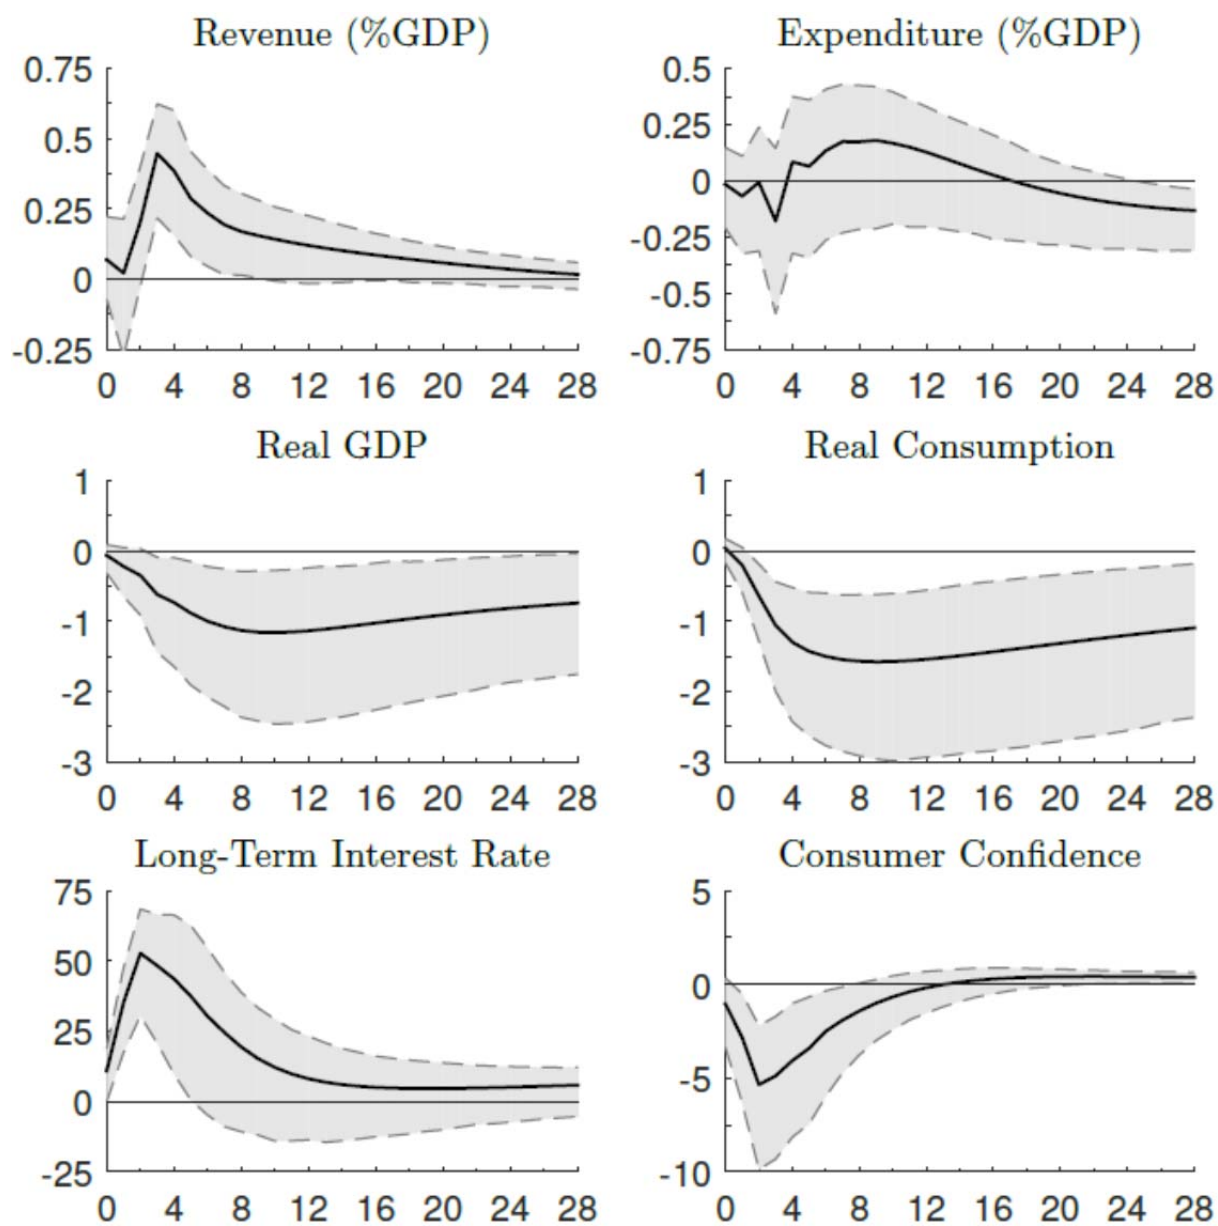 Revenue (%GDP)
0.75
0.5
0.25
0
-0.25
0 4 8 12 16 20 24 28
Expenditure (%GDP)
0.5
0.25
0
-0.25
-0.5
-0.75
0 4 8 12 16 20 24 28
Real GDP
1
0
-1
-2
-3
0 4 8 12 16 20 24 28
Real Consumption
1
0
-1
-2
-3
0 4 8 12 16 20 24 28
Long-Term Interest Rate
75
50
25
0
-25
0 4 8 12 16 20 24 28
Consumer Confidence
5
0
-5
-10
0 4 8 12 16 20 24 28